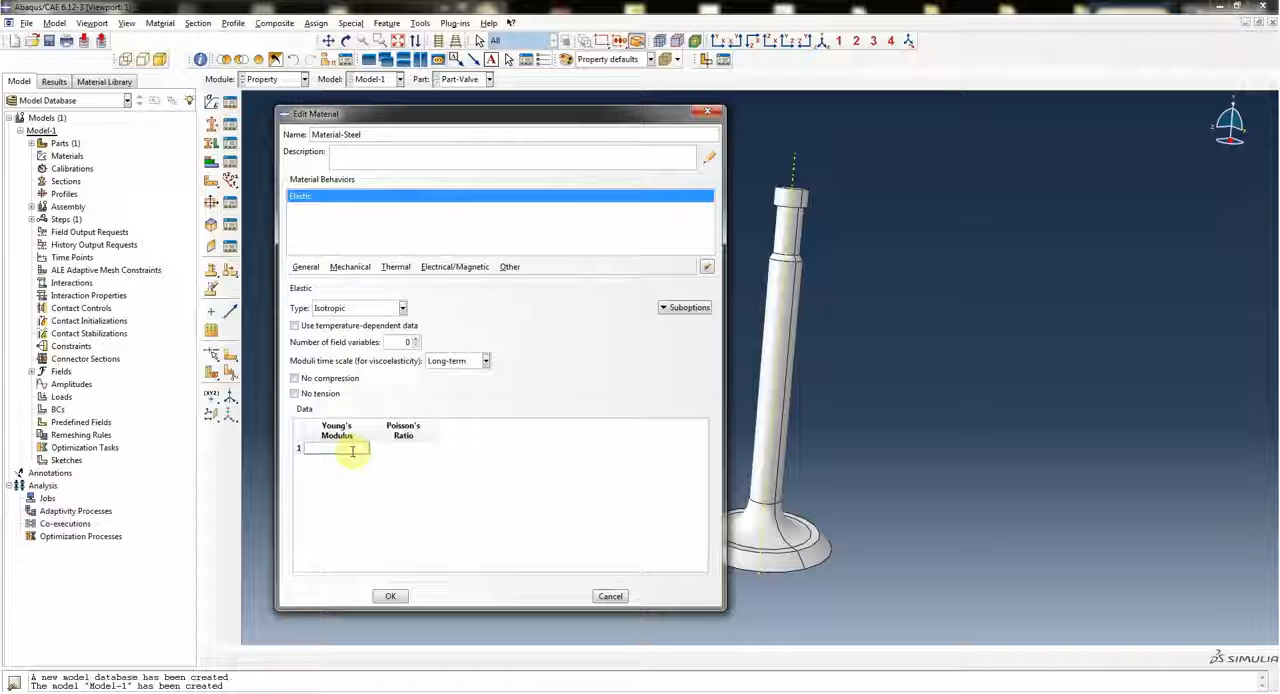 Abaqus/CAE 6.12-3 [Viewport: 1]
File Model Viewport View Material Section Profile Composite Assign Special Feature Tools Plug-ins Help
All
1 2 3 4
Property defaults
Model Results Material Library
Module: Property Model: Model-1 Part: Part-Valve
Model Database
Models (1)
Model-1
Parts (1)
Materials
Calibrations
Sections
Profiles
Assembly
Steps (1)
Field Output Requests
History Output Requests
Time Points
ALE Adaptive Mesh Constraints
Interactions
Interaction Properties
Contact Controls
Contact Initializations
Contact Stabilizations
Constraints
Connector Sections
Fields
Amplitudes
Loads
BCs
Predefined Fields
Remeshing Rules
Optimization Tasks
Sketches
Annotations
Analysis
Jobs
Adaptivity Processes
Co-executions
Optimization Processes
Edit Material
Name: Material-Steel
Description:
Material Behaviors
Elastic
General Mechanical Thermal Electrical/Magnetic Other
Elastic
Type: Isotropic
Suboptions
Use temperature-dependent data
Number of field variables: 0
Moduli time scale (for viscoelasticity): Long-term
No compression
No tension
Data
Young's Modulus
Poisson's Ratio
1
OK Cancel
SIMULIA
A new model database has been created.
The model "Model-1" has been created.